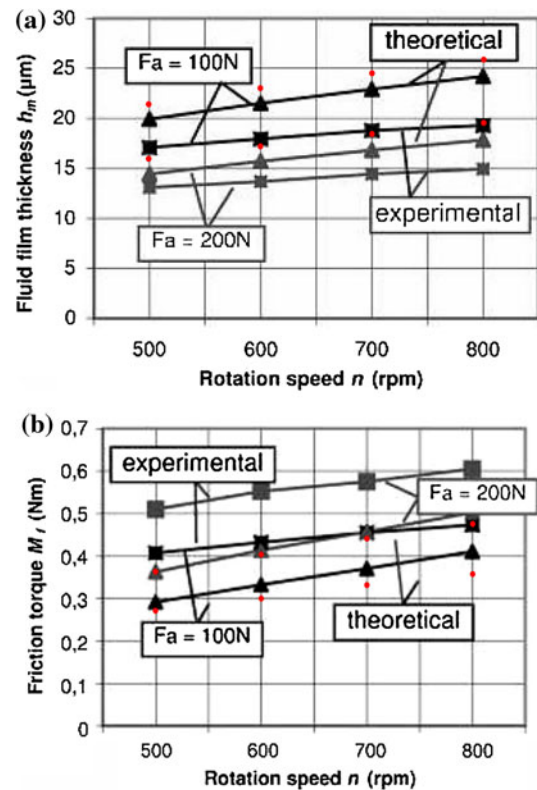 (a)
Fluid film thickness hm (µm)
30
25
20
15
10
5
0
Fa = 100N
theoretical
experimental
Fa = 200N
500 600 700 800
Rotation speed n (rpm)
(b)
Friction torque Mf (Nm)
0,7
0,6
0,5
0,4
0,3
0,2
0,1
0
experimental
Fa = 200N
Fa = 100N
theoretical
500 600 700 800
Rotation speed n (rpm)